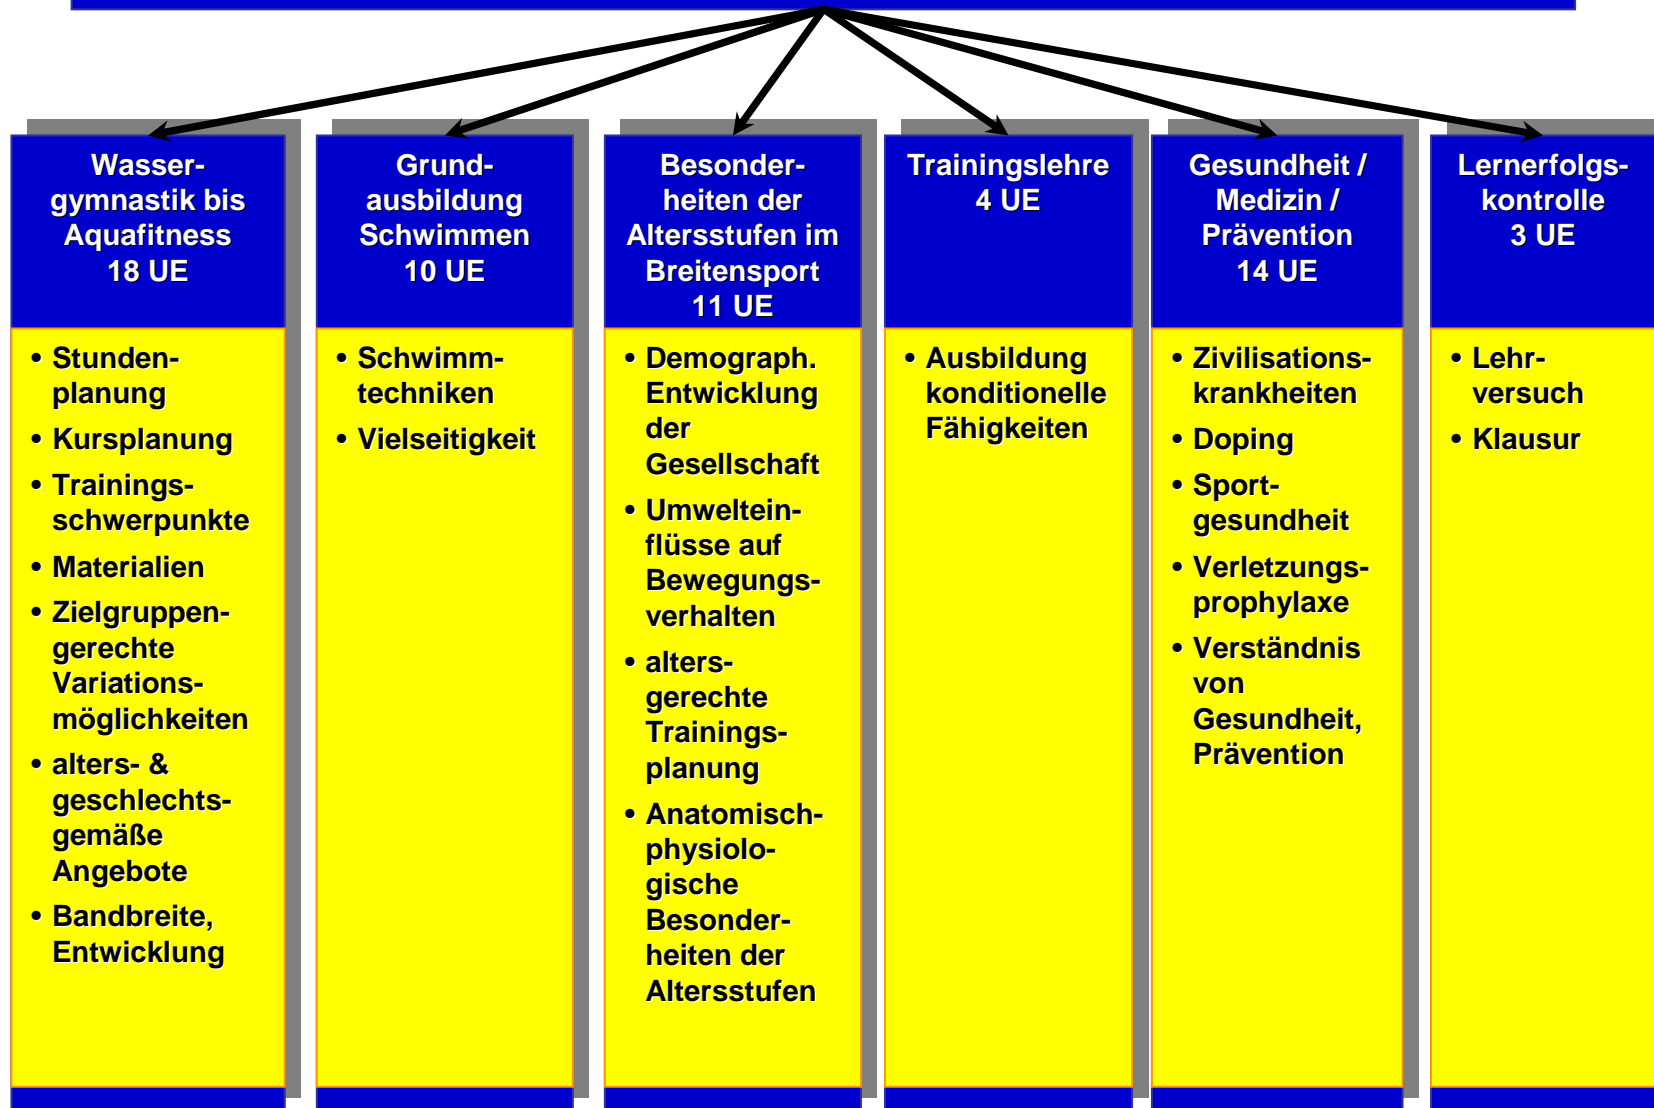 Wasser-
gymnastik bis
Aquafitness
18 UE
• Stunden-
planung
• Kursplanung
• Trainings-
schwerpunkte
• Materialien
• Zielgruppen-
gerechte
Variations-
möglichkeiten
• alters- &
geschlechts-
gemäße
Angebote
• Bandbreite,
Entwicklung
Grund-
ausbildung
Schwimmen
10 UE
• Schwimm-
techniken
• Vielseitigkeit
Besonder-
heiten der
Altersstufen im
Breitensport
11 UE
• Demograph.
Entwicklung
der
Gesellschaft
• Umweltein-
flüsse auf
Bewegungs-
verhalten
• alters-
gerechte
Trainings-
planung
• Anatomisch-
physiolo-
gische
Besonder-
heiten der
Altersstufen
Trainingslehre
4 UE
• Ausbildung
konditionelle
Fähigkeiten
Gesundheit /
Medizin /
Prävention
14 UE
• Zivilisations-
krankheiten
• Doping
• Sport-
gesundheit
• Verletzungs-
prophylaxe
• Verständnis
von
Gesundheit,
Prävention
Lernerfolgs-
kontrolle
3 UE
• Lehr-
versuch
• Klausur